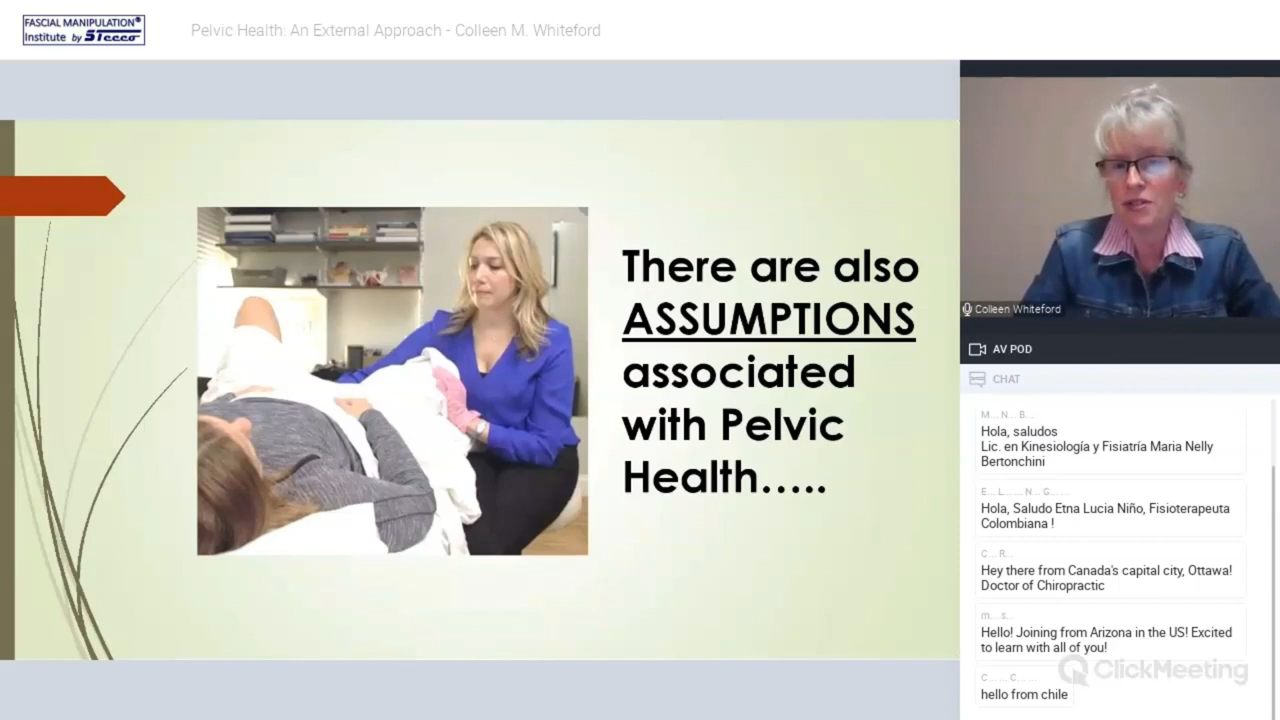 FASCIAL MANIPULATION®
Institute by Stecco
Pelvic Health: An External Approach - Colleen M. Whiteford
There are also
ASSUMPTIONS
associated
with Pelvic
Health.....
Colleen Whiteford
AV POD
CHAT
M... N... B...
Hola, saludos
Lic. en Kinesiología y Fisiatría Maria Nelly
Bertonchini
E... L... ... N... G... ...
Hola, Saludo Etna Lucia Niño, Fisioterapeuta
Colombiana !
C... R...
Hey there from Canada's capital city, Ottawa!
Doctor of Chiropractic
m... s...
Hello! Joining from Arizona in the US! Excited
to learn with all of you!
ClickMeeting
C... ... C... ...
hello from chile